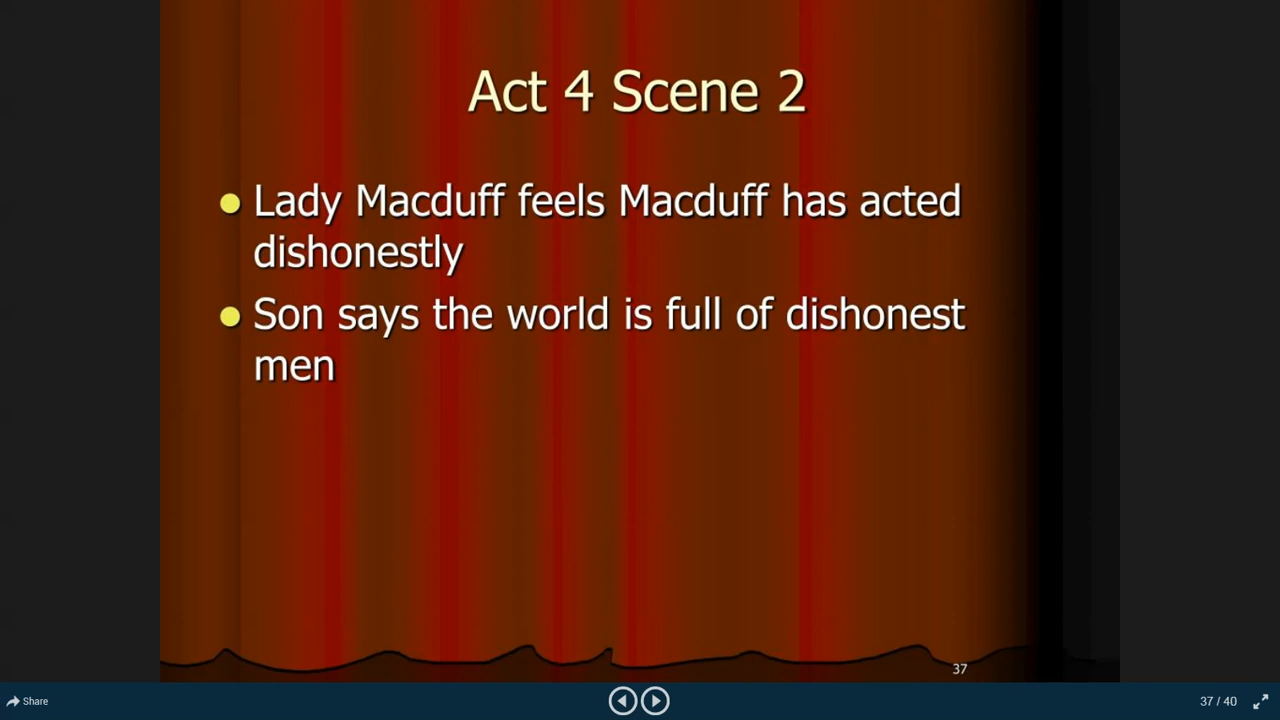 Act 4 Scene 2
Lady Macduff feels Macduff has acted
dishonestly
Son says the world is full of dishonest
men
37
Share
37 / 40